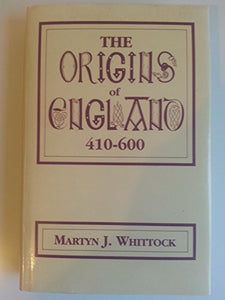 THE
ORIGINS
of
ENGLAND
410-600
MARTYN J. WHITTOCK